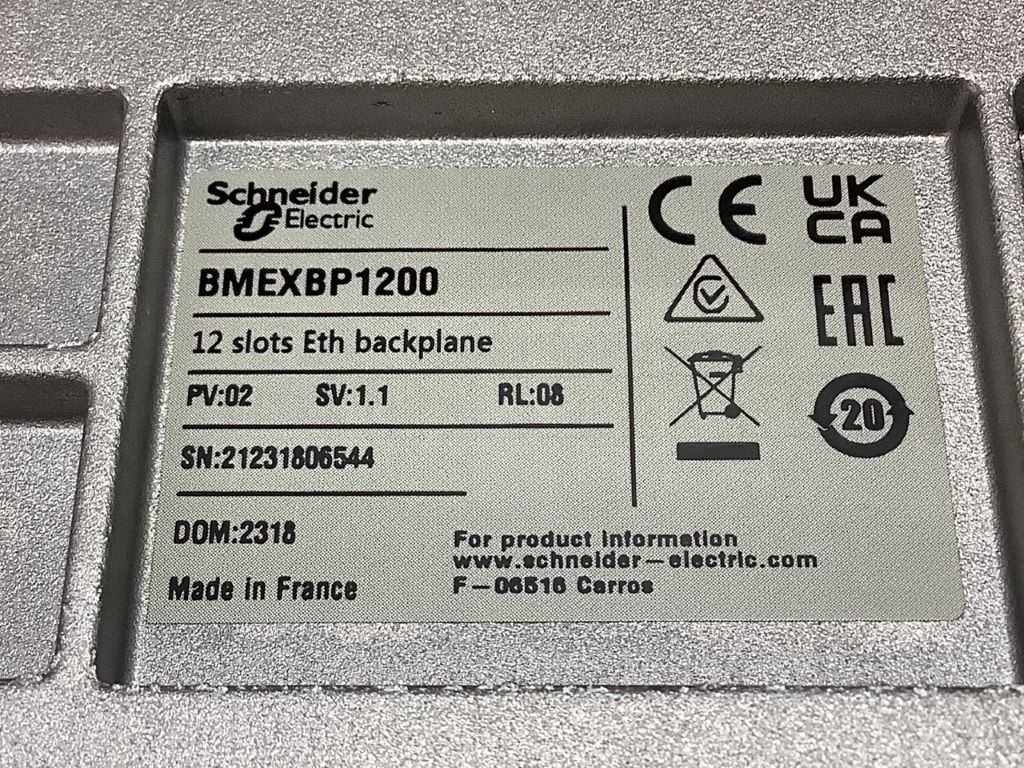 Schneider
Electric
BMEXBP1200
12 slots Eth backplane
PV:02 SV:1.1 RL:08
SN:21231806544
DOM:2318
Made in France
For product information
www.schneider-electric.com
F-06516 Carros
CE
UK
CA
EAC
20